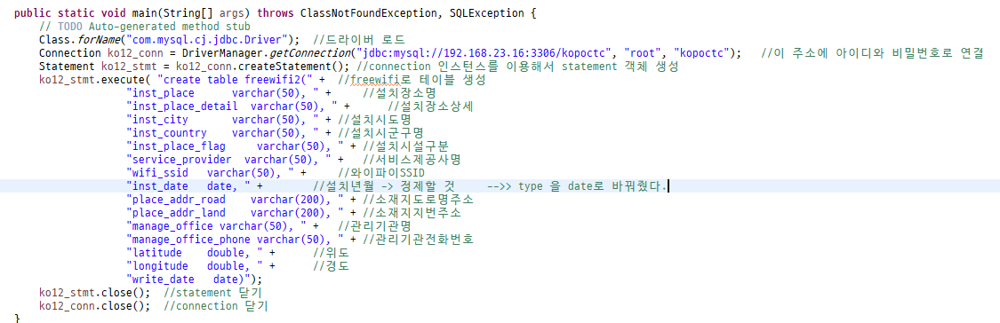 public static void main(String[] args) throws ClassNotFoundException, SQLException {
// TODO Auto-generated method stub
Class.forName("com.mysql.cj.jdbc.Driver");  //드라이버 로드
Connection ko12_conn = DriverManager.getConnection("jdbc:mysql://192.168.23.16:3306/kopoctc", "root", "kopoctc");   //이 주소에 아이디와 비밀번호로 연결
Statement ko12_stmt = ko12_conn.createStatement(); //connection 인스턴스를 이용해서 statement 객체 생성
ko12_stmt.execute( "create table freewifi2(" +  //freewifi로 테이블 생성
"inst_place      varchar(50), " +     //설치장소명
"inst_place_detail  varchar(50), " +      //설치장소상세
"inst_city       varchar(50), " + //설치시도명
"inst_country   varchar(50), " + //설치시군구명
"inst_place_flag     varchar(50), " + //설치시설구분
"service_provider  varchar(50), " + //서비스제공사명
"wifi_ssid   varchar(50), " +     //와이파이SSID
"inst_date   date, " +        //설치년월 -> 정제할 것     -->> type 을 date로 바꿔줬다.
"place_addr_road    varchar(200), " + //소재지도로명주소
"place_addr_land    varchar(200), " + //소재지지번주소
"manage_office varchar(50), " +   //관리기관명
"manage_office_phone varchar(50), " + //관리기관전화번호
"latitude    double, " +      //위도
"longitude   double, " +      //경도
"write_date   date)");
ko12_stmt.close();  //statement 닫기
ko12_conn.close();  //connection 닫기
}